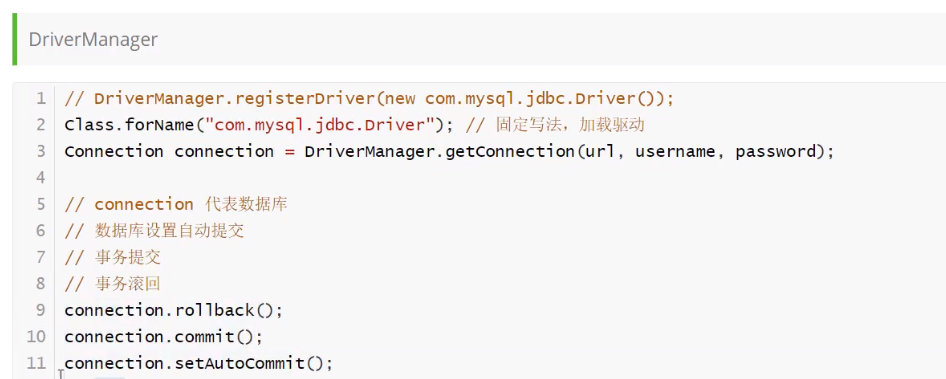 DriverManager
1 // DriverManager.registerDriver(new com.mysql.jdbc.Driver());
2 Class.forName("com.mysql.jdbc.Driver"); // 固定写法，加载驱动
3 Connection connection = DriverManager.getConnection(url, username, password);
4
5 // connection 代表数据库
6 // 数据库设置自动提交
7 // 事务提交
8 // 事务滚回
9 connection.rollback();
10 connection.commit();
11 connection.setAutoCommit();